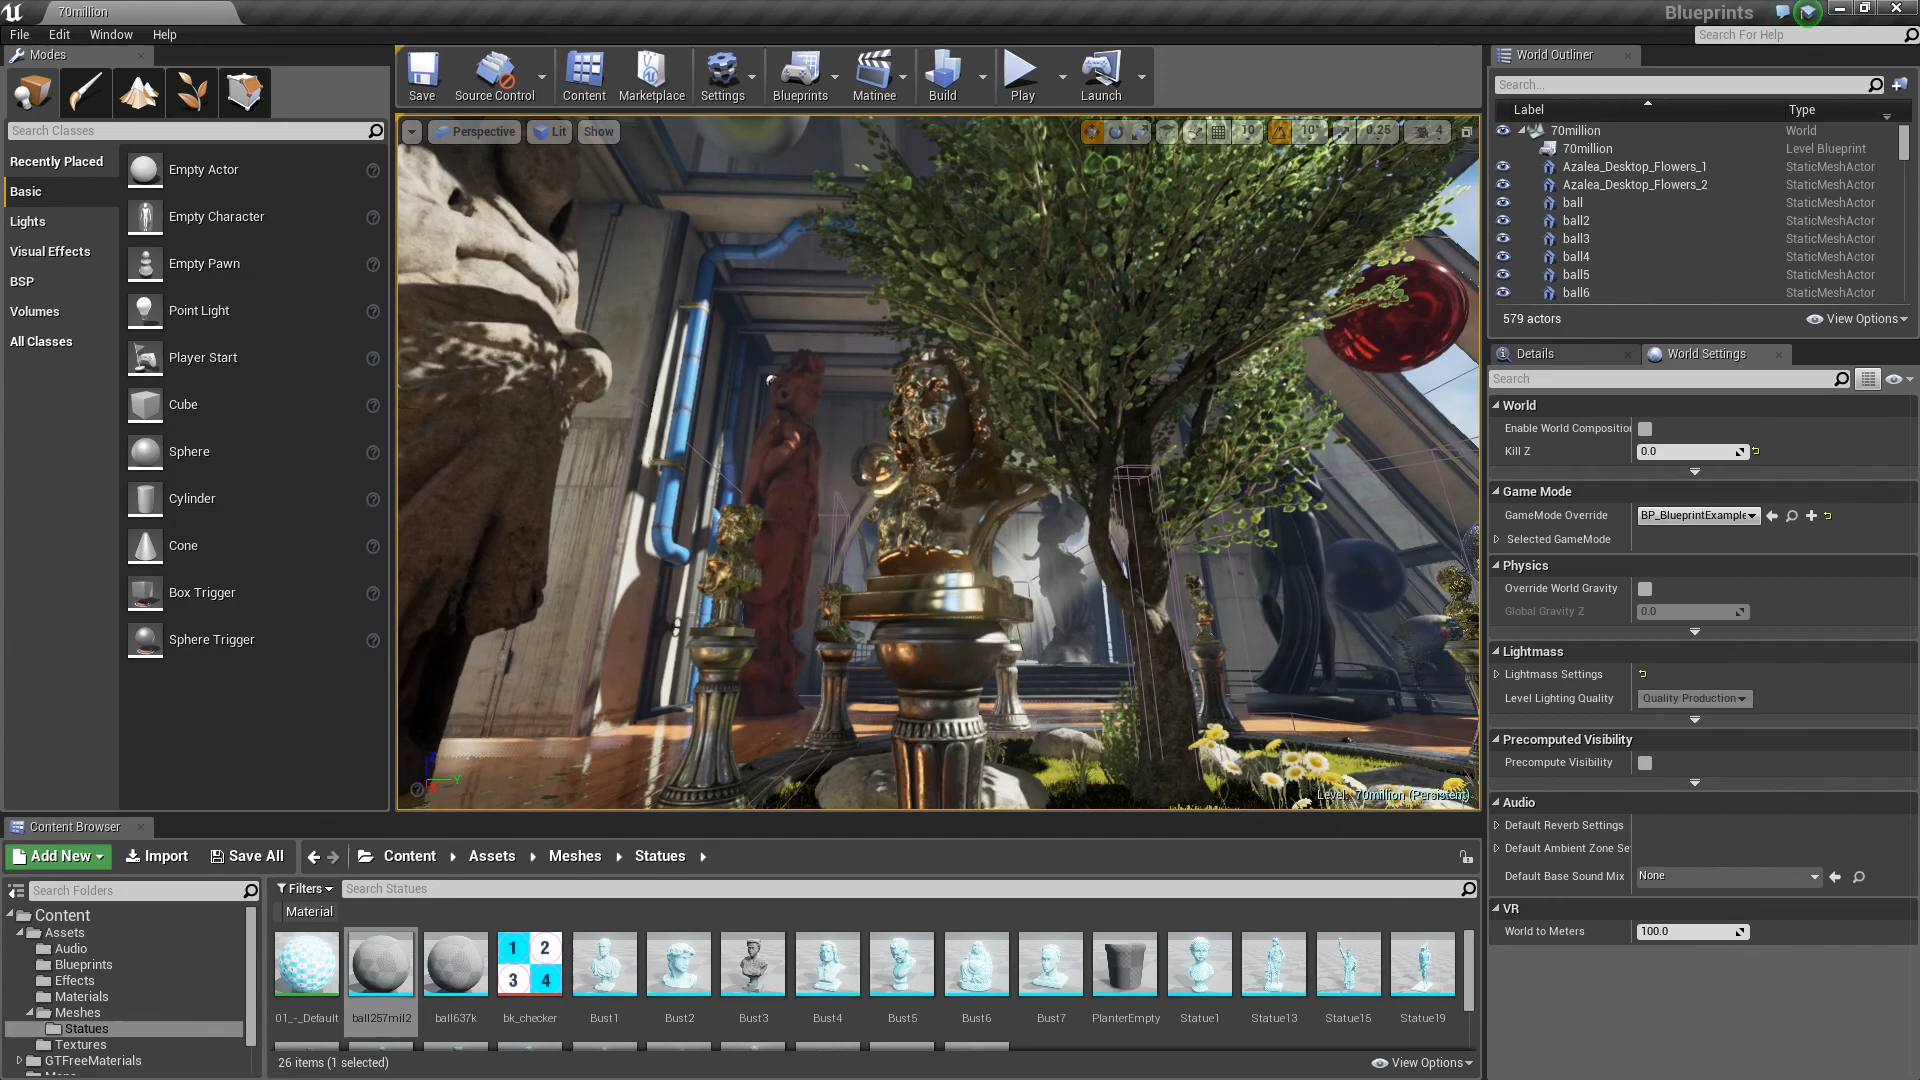 70million
Blueprints
File Edit Window Help
Search For Help
Modes
Search Classes
Recently Placed
Basic
Lights
Visual Effects
BSP
Volumes
All Classes
Empty Actor
Empty Character
Empty Pawn
Point Light
Player Start
Cube
Sphere
Cylinder
Cone
Box Trigger
Sphere Trigger
Save Source Control Content Marketplace Settings Blueprints Matinee Build Play Launch
Perspective Lit Show
10 10° 0.25 4
Level: 70million (Persistent)
World Outliner
Search...
Label Type
70million World
70million Level Blueprint
Azalea_Desktop_Flowers_1 StaticMeshActor
Azalea_Desktop_Flowers_2 StaticMeshActor
ball StaticMeshActor
ball2 StaticMeshActor
ball3 StaticMeshActor
ball4 StaticMeshActor
ball5 StaticMeshActor
ball6 StaticMeshActor
579 actors View Options
Details World Settings
Search
World
Enable World Composition
Kill Z 0.0
Game Mode
GameMode Override BP_BlueprintExample
Selected GameMode
Physics
Override World Gravity
Global Gravity Z 0.0
Lightmass
Lightmass Settings
Level Lighting Quality Quality Production
Precomputed Visibility
Precompute Visibility
Audio
Default Reverb Settings
Default Ambient Zone Se
Default Base Sound Mix None
VR
World to Meters 100.0
Content Browser
Add New Import Save All Content Assets Meshes Statues
Search Folders
Content
Assets
Audio
Blueprints
Effects
Materials
Meshes
Statues
Textures
GTFreeMaterials
Filters Search Statues
Material
1 2
3 4
01_-_Default ball257mil2 ball637k bk_checker Bust1 Bust2 Bust3 Bust4 Bust5 Bust6 Bust7 PlanterEmpty Statue1 Statue13 Statue15 Statue19
26 items (1 selected) View Options